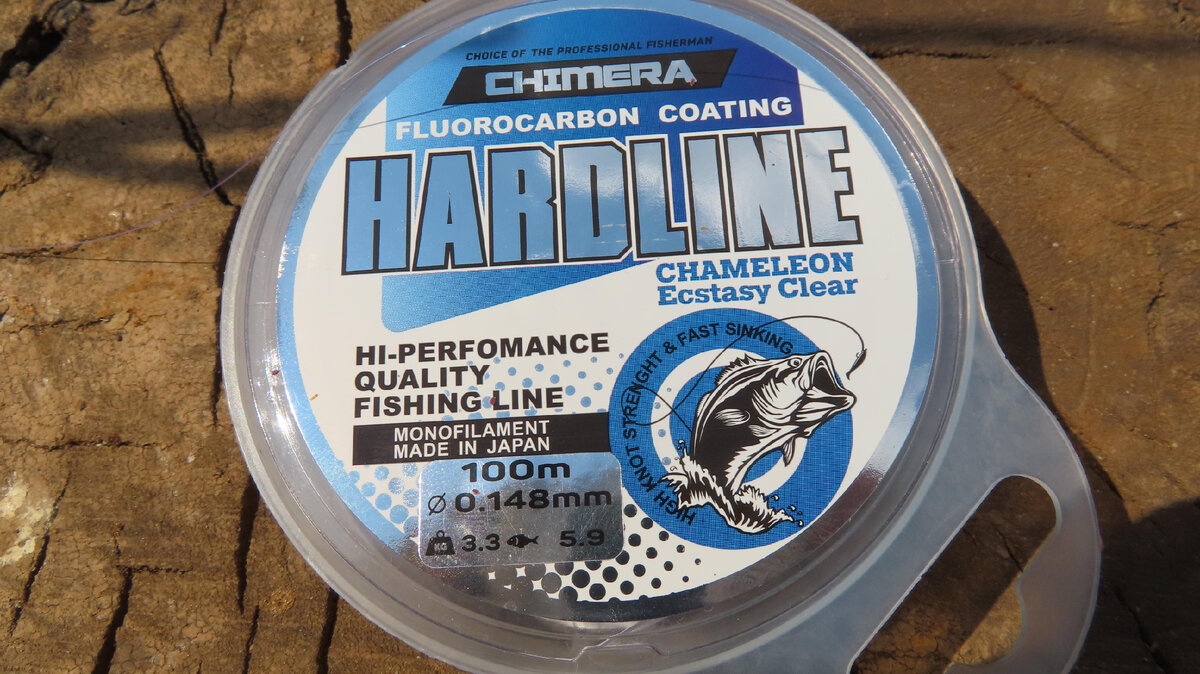 CHOICE OF THE PROFESSIONAL FISHERMAN
CHIMERA
FLUOROCARBON COATING
HARDLINE
CHAMELEON
Ecstasy Clear
HI-PERFOMANCE
QUALITY
FISHING LINE
MONOFILAMENT
MADE IN JAPAN
100m
Ø 0.148mm
KG 3.3 5.9
HIGH KNOT STRENGHT & FAST SINKING